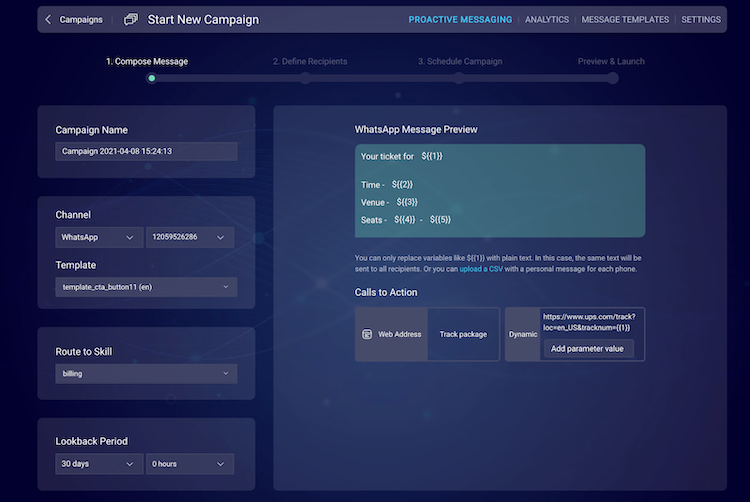 Campaigns
Start New Campaign
PROACTIVE MESSAGING
ANALYTICS
MESSAGE TEMPLATES
SETTINGS
1. Compose Message
2. Define Recipients
3. Schedule Campaign
Preview & Launch
Campaign Name
Campaign 2021-04-08 15:24:13
Channel
WhatsApp
12059526286
Template
template_cta_button11 (en)
Route to Skill
billing
Lookback Period
30 days
0 hours
WhatsApp Message Preview
Your ticket for ${{1}}
Time - ${{2}}
Venue - ${{3}}
Seats - ${{4}} - ${{5}}
You can only replace variables like ${{1}} with plain text. In this case, the same text will be
sent to all recipients. Or you can upload a CSV with a personal message for each phone.
Calls to Action
Web Address
Track package
Dynamic
https://www.ups.com/track?
loc=en_US&tracknum={{1}}
Add parameter value